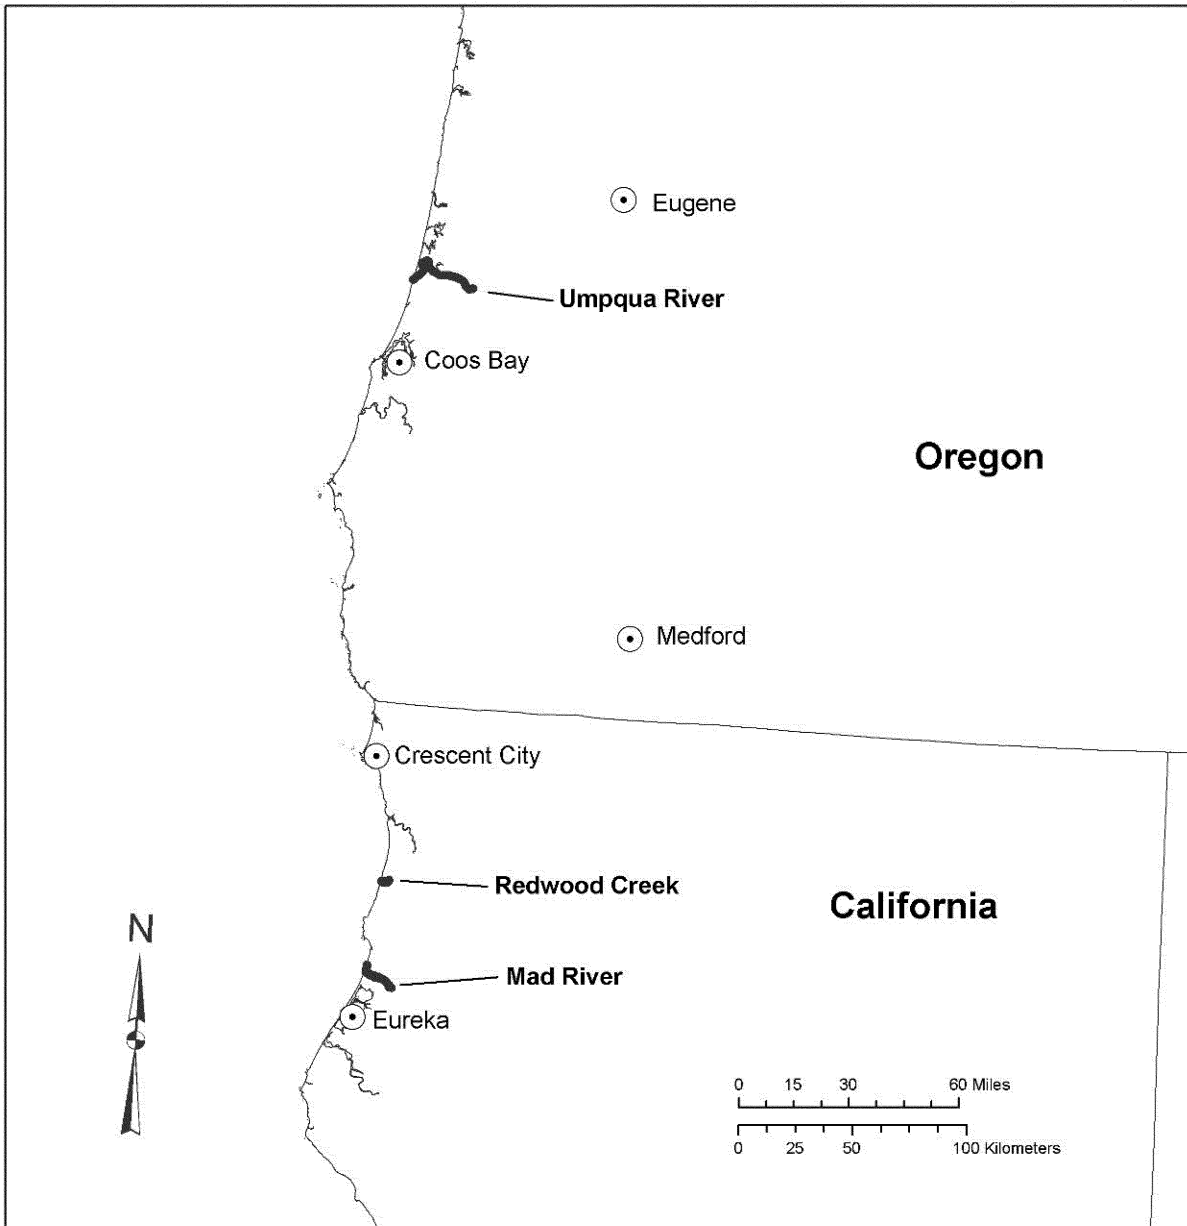 Eugene
Umpqua River
Coos Bay
Oregon
Medford
Crescent City
Redwood Creek
California
N
Mad River
Eureka
0 15 30 60 Miles
0 25 50 100 Kilometers